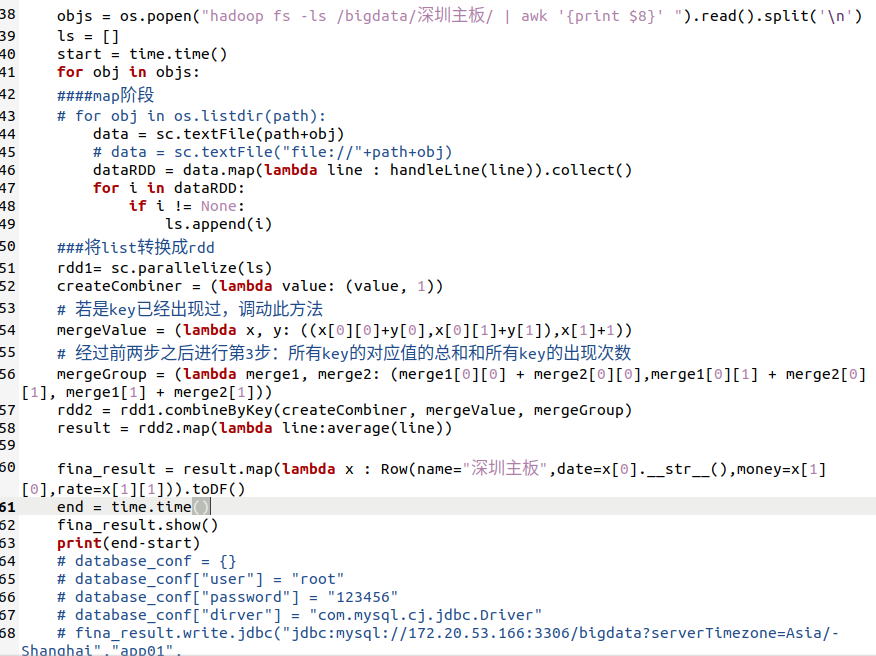 38    objs = os.popen("hadoop fs -ls /bigdata/深圳主板/ | awk '{print $8}' ").read().split('\n')
39    ls = []
40    start = time.time()
41    for obj in objs:
42    ####map阶段
43    # for obj in os.listdir(path):
44        data = sc.textFile(path+obj)
45        # data = sc.textFile("file://"+path+obj)
46        dataRDD = data.map(lambda line : handleLine(line)).collect()
47        for i in dataRDD:
48            if i != None:
49                ls.append(i)
50    ###将list转换成rdd
51    rdd1= sc.parallelize(ls)
52    createCombiner = (lambda value: (value, 1))
53    # 若是key已经出现过，调动此方法
54    mergeValue = (lambda x, y: ((x[0][0]+y[0],x[0][1]+y[1]),x[1]+1))
55    # 经过前两步之后进行第3步：所有key的对应值的总和和所有key的出现次数
56    mergeGroup = (lambda merge1, merge2: (merge1[0][0] + merge2[0][0],merge1[0][1] + merge2[0]
[1], merge1[1] + merge2[1]))
57    rdd2 = rdd1.combineByKey(createCombiner, mergeValue, mergeGroup)
58    result = rdd2.map(lambda line:average(line))
59
60    fina_result = result.map(lambda x : Row(name="深圳主板",date=x[0].__str__(),money=x[1]
[0],rate=x[1][1])).toDF()
61    end = time.time()
62    fina_result.show()
63    print(end-start)
64    # database_conf = {}
65    # database_conf["user"] = "root"
66    # database_conf["password"] = "123456"
67    # database_conf["dirver"] = "com.mysql.cj.jdbc.Driver"
68    # fina_result.write.jdbc("jdbc:mysql://172.20.53.166:3306/bigdata?serverTimezone=Asia/-
Shanghai","app01",